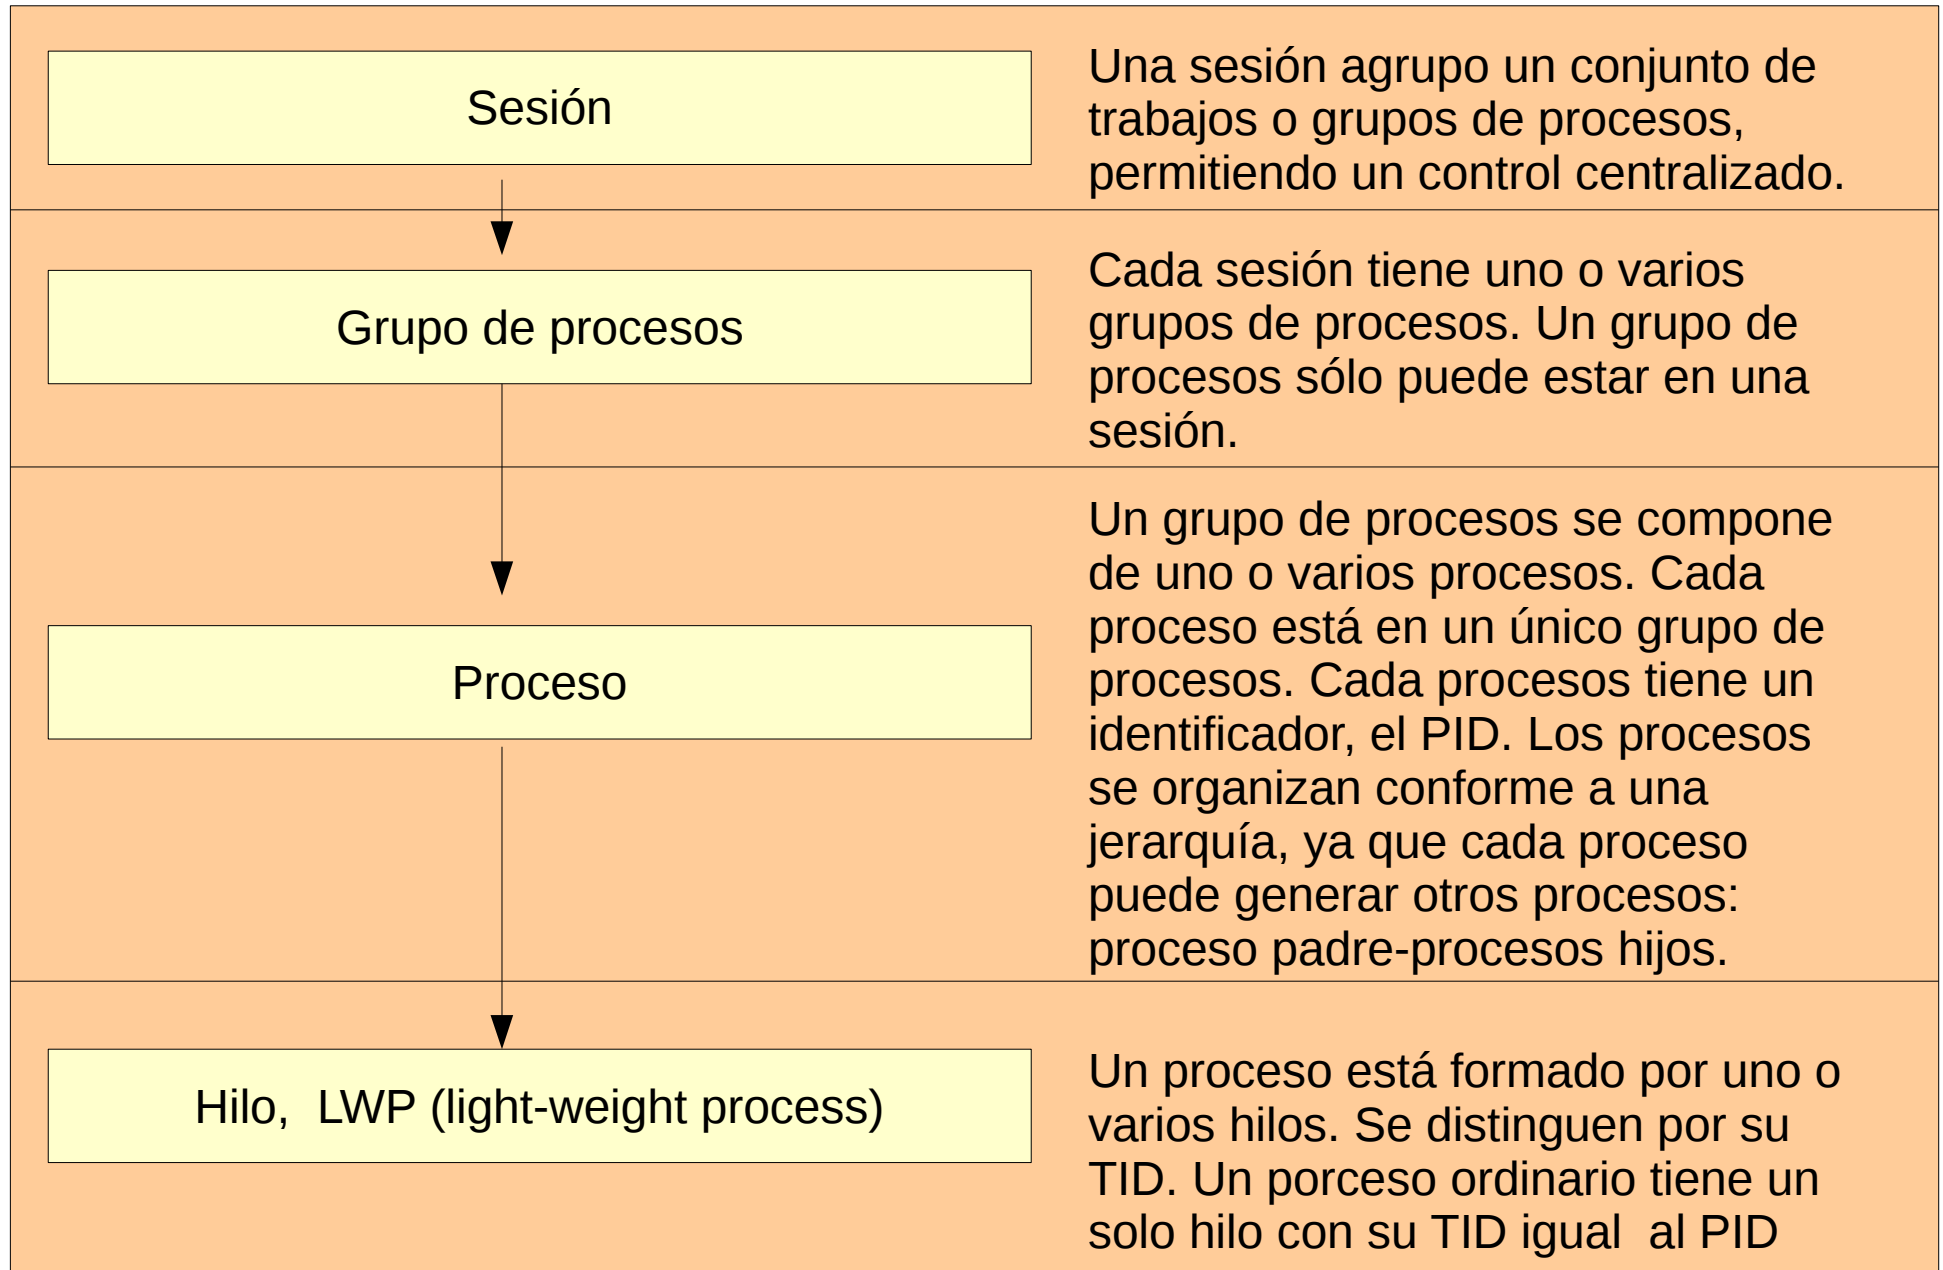 Sesión
Una sesión agrupo un conjunto de
trabajos o grupos de procesos,
permitiendo un control centralizado.
Grupo de procesos
Cada sesión tiene uno o varios
grupos de procesos. Un grupo de
procesos sólo puede estar en una
sesión.
Proceso
Un grupo de procesos se compone
de uno o varios procesos. Cada
proceso está en un único grupo de
procesos. Cada procesos tiene un
identificador, el PID. Los procesos
se organizan conforme a una
jerarquía, ya que cada proceso
puede generar otros procesos:
proceso padre-procesos hijos.
Hilo,  LWP (light-weight process)
Un proceso está formado por uno o
varios hilos. Se distinguen por su
TID. Un porceso ordinario tiene un
solo hilo con su TID igual  al PID